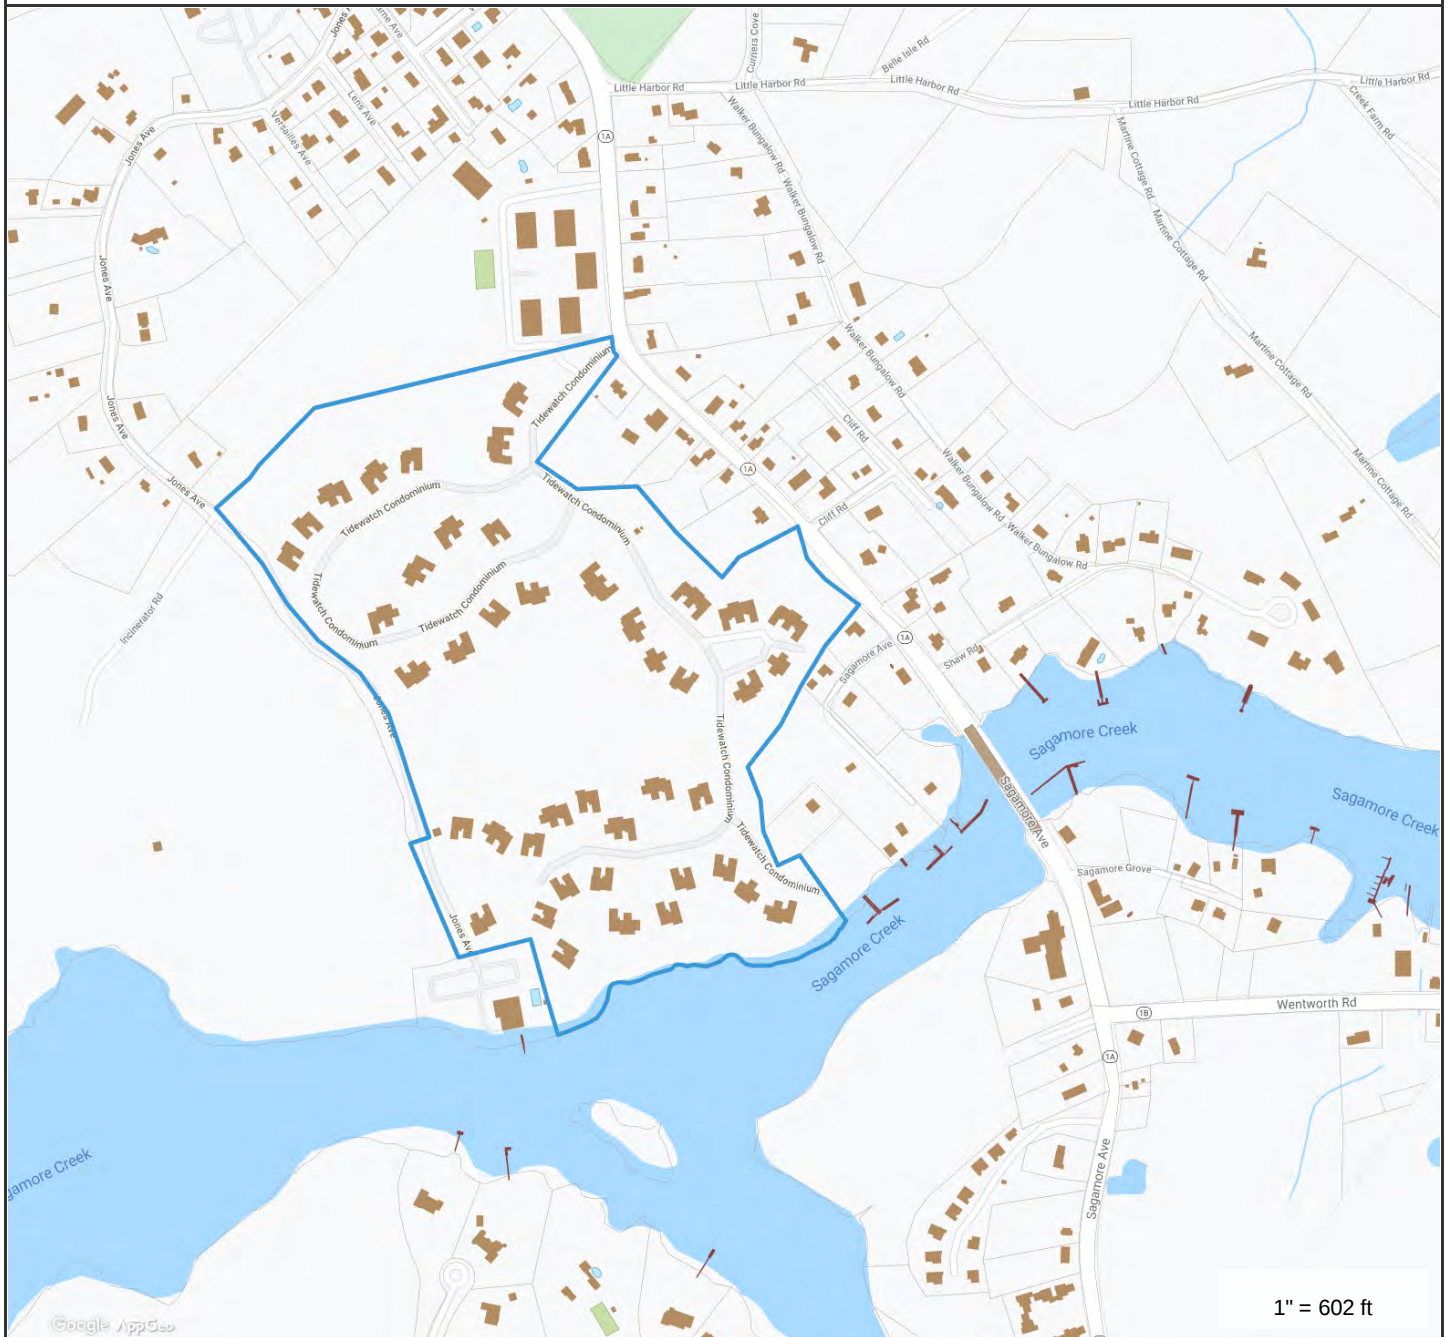 Jones
Curriers Cove
Belle Isle Rd
Little Harbor Rd
Little Harbor Rd
Little Harbor Rd
Little Harbor Rd
Little Harbor Rd
Creek Farm Rd
Lens Ave
Versailles Ave
Jones Ave
1A
Walker Bungalow Rd
Walker Bungalow Rd
Martine Cottage Rd
Martine Cottage Rd
Jones Ave
Walker Bungalow Rd
Martine Cottage Rd
Tidewatch Condominium
Jones Ave
Cliff Rd
Walker Bungalow Rd
Martine Cottage Rd
1A
Jones Ave
Tidewatch Condominium
Tidewatch Condominium
Cliff Rd
Walker Bungalow Rd
Incinerator Rd
Tidewatch Condominium
Tidewatch Condominium
1A
Sagamore Ave
Shaw Rd
Jones Ave
Tidewatch Condominium
Sagamore Creek
Sagamore Ave
Sagamore Creek
Tidewatch Condominium
Sagamore Grove
Jones Av
Sagamore Creek
Wentworth Rd
1B
1A
gamore Creek
Sagamore Ave
1" = 602 ft
Google AppGeo